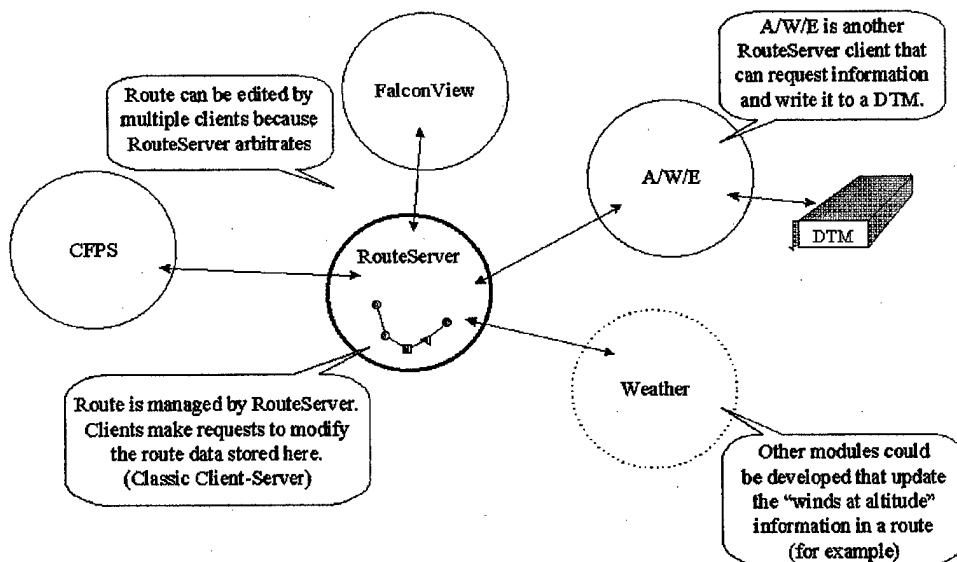 FalconView
A/W/E is another
RouteServer client that
can request information
and write it to a DTM.
Route can be edited by
multiple clients because
RouteServer arbitrates
A/W/E
DTM
CFPS
RouteServer
Weather
Route is managed by RouteServer.
Clients make requests to modify
the route data stored here.
(Classic Client-Server)
Other modules could
be developed that update
the “winds at altitude”
information in a route
(for example)